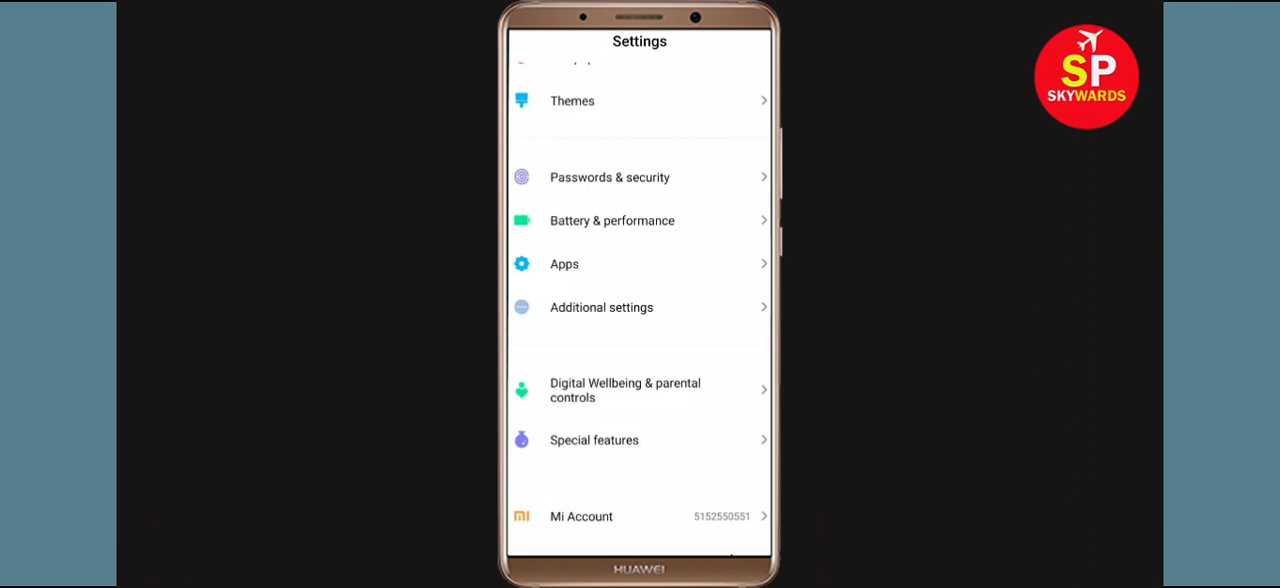 Settings
Themes
Passwords & security
Battery & performance
Apps
Additional settings
Digital Wellbeing & parental
controls
Special features
Mi Account 5152550551
HUAWEI
SP
SKYWARDS